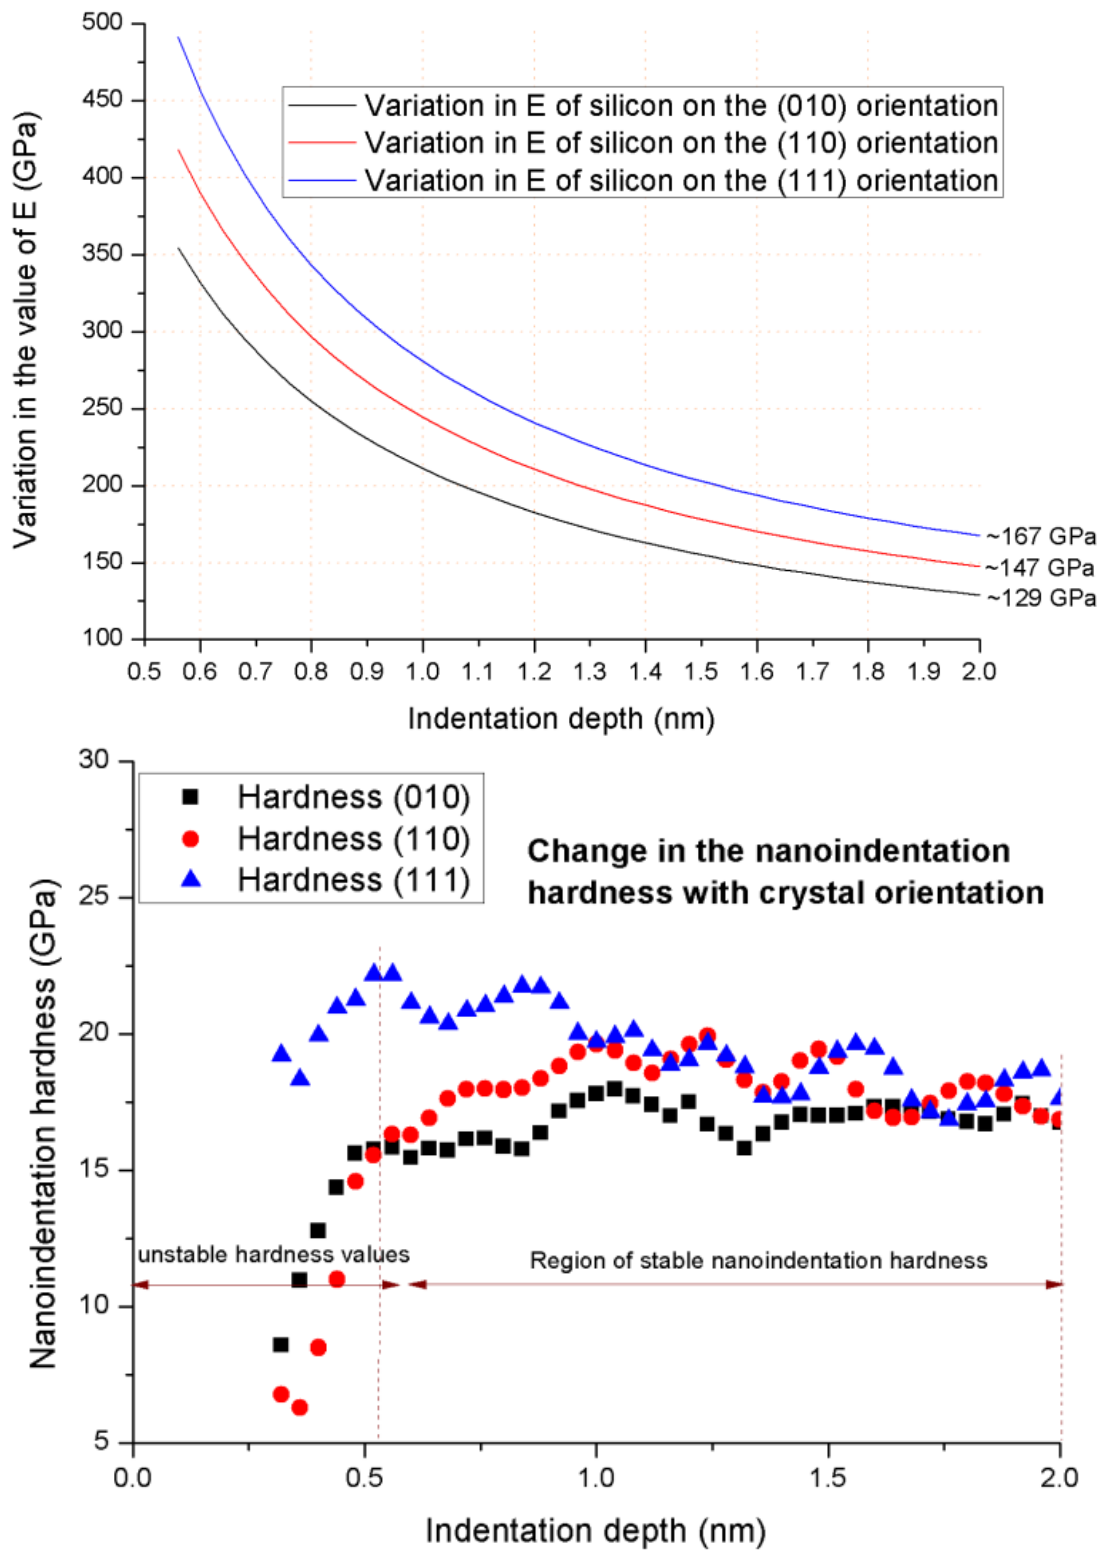 500
450
400
350
300
250
200
150
100
Variation in the value of E (GPa)
Variation in E of silicon on the (010) orientation
Variation in E of silicon on the (110) orientation
Variation in E of silicon on the (111) orientation
~167 GPa
~147 GPa
~129 GPa
0.5 0.6 0.7 0.8 0.9 1.0 1.1 1.2 1.3 1.4 1.5 1.6 1.7 1.8 1.9 2.0
Indentation depth (nm)
30
25
20
15
10
5
Nanoindentation hardness (GPa)
Hardness (010)
Hardness (110)
Hardness (111)
Change in the nanoindentation
hardness with crystal orientation
unstable hardness values
Region of stable nanoindentation hardness
0.0 0.5 1.0 1.5 2.0
Indentation depth (nm)